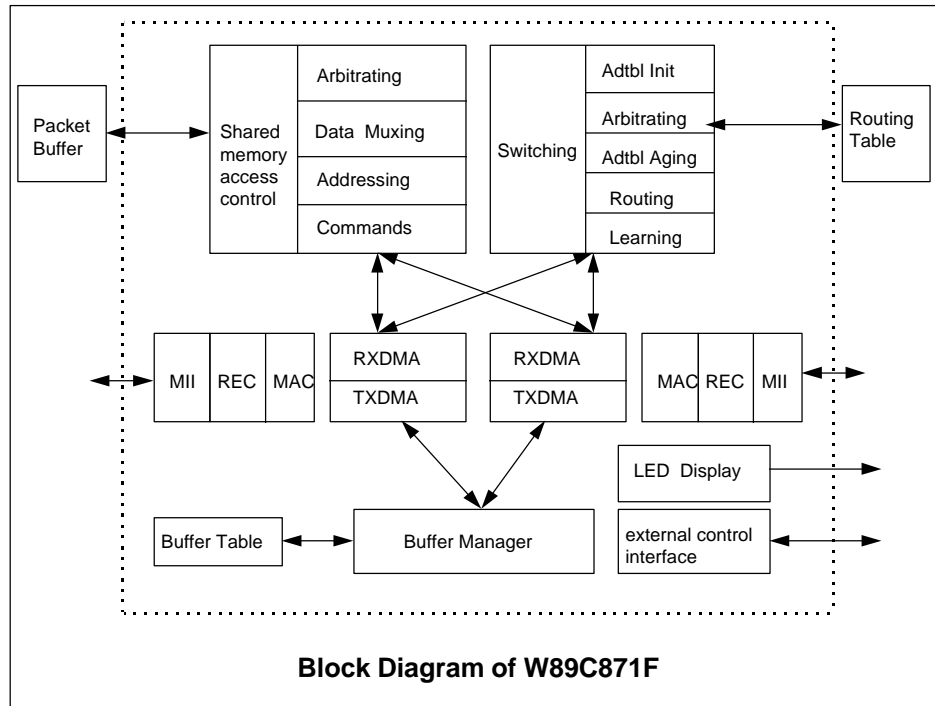 Packet
Buffer
Shared
memory
access
control
Arbitrating
Data Muxing
Addressing
Commands
Switching
Adtbl Init
Arbitrating
Adtbl Aging
Routing
Learning
Routing
Table
MII REC MAC
RXDMA
TXDMA
RXDMA
TXDMA
MAC REC MII
LED Display
Buffer Table
Buffer Manager
external control
interface
Block Diagram of W89C871F